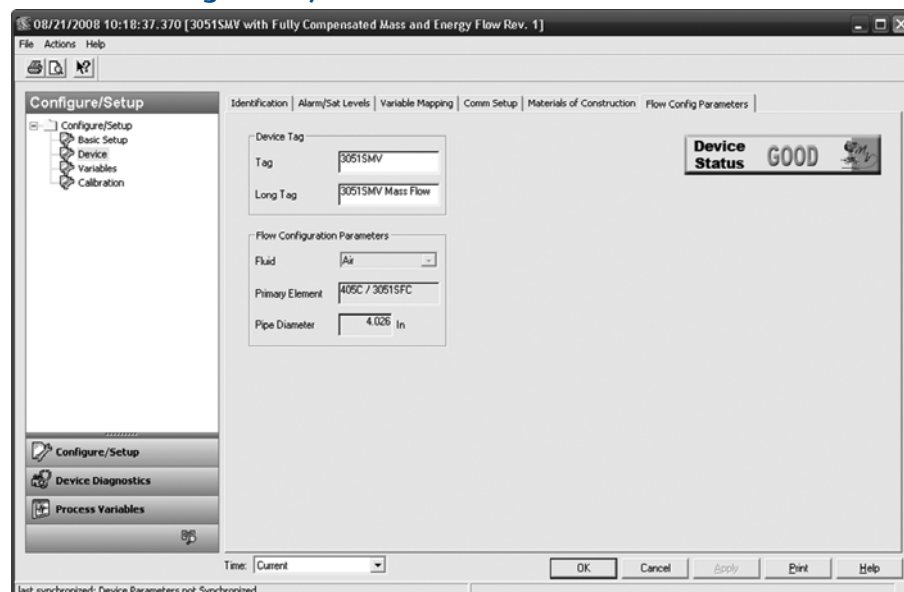 08/21/2008 10:18:37.370 [3051SMV with Fully Compensated Mass and Energy Flow Rev. 1]
File Actions Help
Configure/Setup
Configure/Setup
Basic Setup
Device
Variables
Calibration
Configure/Setup
Device Diagnostics
Process Variables
Identification Alarm/Sat Levels Variable Mapping Comm Setup Materials of Construction Flow Config Parameters
Device Tag
Tag 3051SMV
Long Tag 3051SMV Mass Flow
Device Status GOOD
Flow Configuration Parameters
Fluid Air
Primary Element 405C / 3051SFC
Pipe Diameter 4.026 In
Time: Current
OK Cancel Apply Print Help
last synchronized: Device Parameters not Synchronized